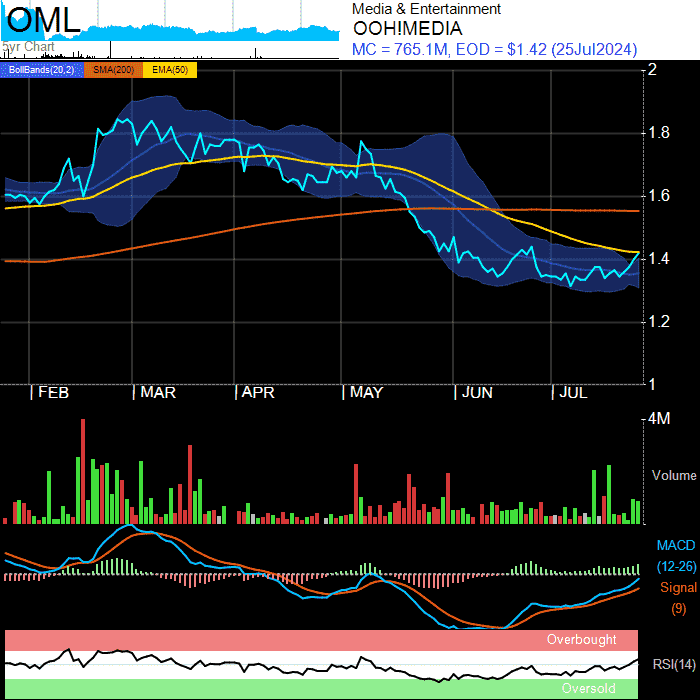 OML
5yr Chart
Media & Entertainment
OOH!MEDIA
MC = 765.1M, EOD = $1.42 (25Jul2024)
BollBands(20,2) SMA(200) EMA(50)
2
1.8
1.6
1.4
1.2
1
FEB MAR APR MAY JUN JUL
4M
Volume
MACD
(12-26)
Signal
(9)
Overbought
RSI(14)
Oversold